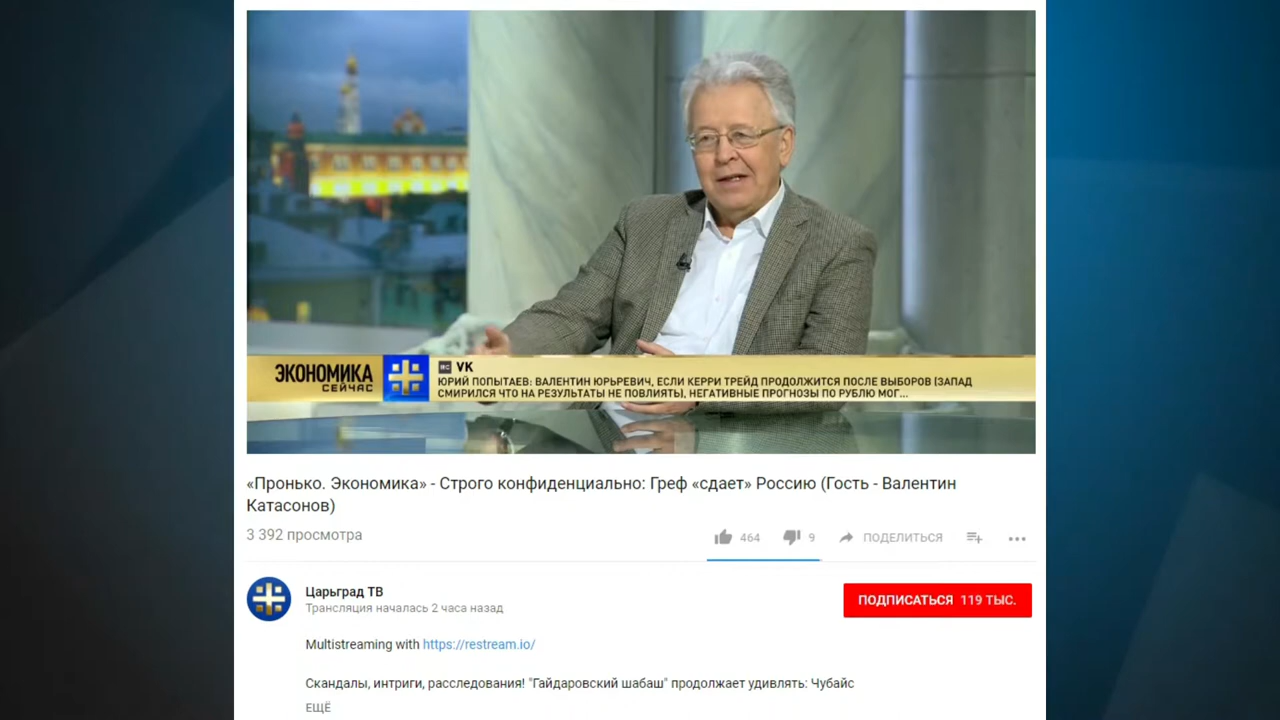 ЭКОНОМИКА
СЕЙЧАС
VK
ЮРИЙ ПОПЫТАЕВ: ВАЛЕНТИН ЮРЬРЕВИЧ, ЕСЛИ КЕРРИ ТРЕЙД ПРОДОЛЖИТСЯ ПОСЛЕ ВЫБОРОВ (ЗАПАД
СМИРИЛСЯ ЧТО НА РЕЗУЛЬТАТЫ НЕ ПОВЛИЯТЬ), НЕГАТИВНЫЕ ПРОГНОЗЫ ПО РУБЛЮ МОГ...
«Пронько. Экономика» - Строго конфиденциально: Греф «сдает» Россию (Гость - Валентин
Катасонов)
3 392 просмотра
464
9
ПОДЕЛИТЬСЯ
Царьград ТВ
Трансляция началась 2 часа назад
ПОДПИСАТЬСЯ 119 ТЫС.
Multistreaming with https://restream.io/
Скандалы, интриги, расследования! "Гайдаровский шабаш" продолжает удивлять: Чубайс
ЕЩЁ